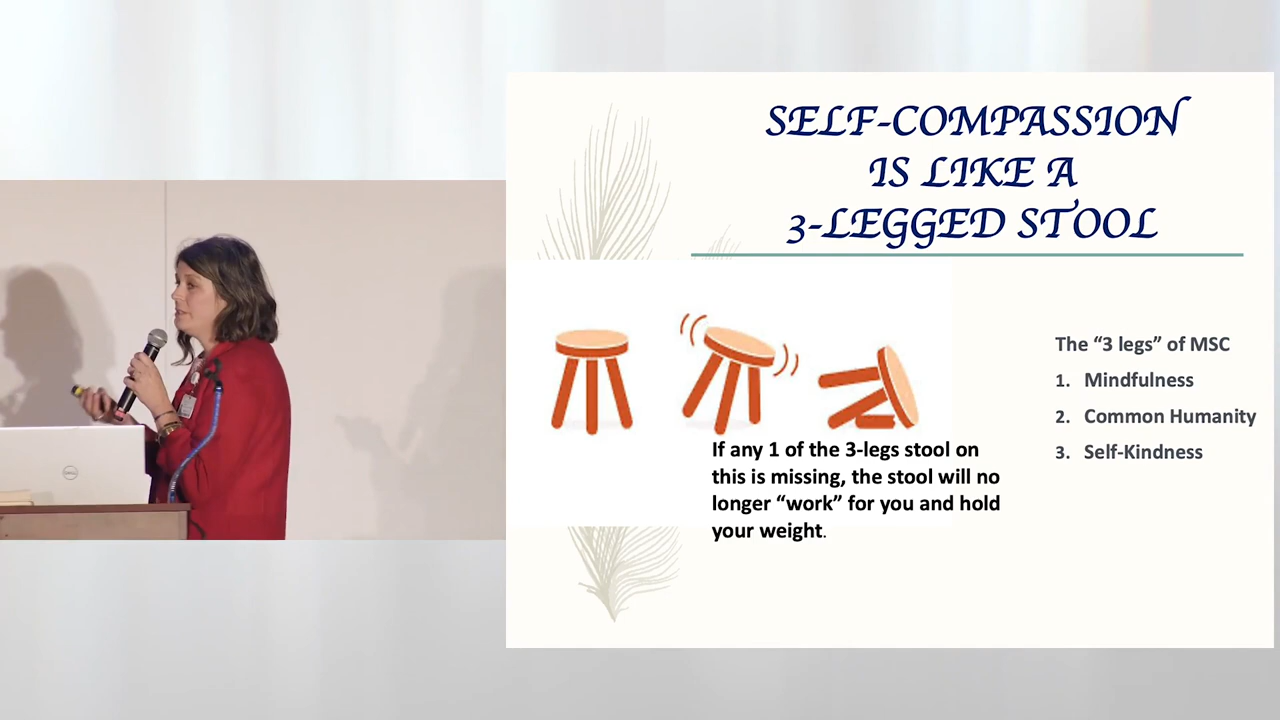 SELF-COMPASSION
IS LIKE A
3-LEGGED STOOL
If any 1 of the 3-legs stool on
this is missing, the stool will no
longer “work” for you and hold
your weight.
The “3 legs” of MSC
1. Mindfulness
2. Common Humanity
3. Self-Kindness
DELL